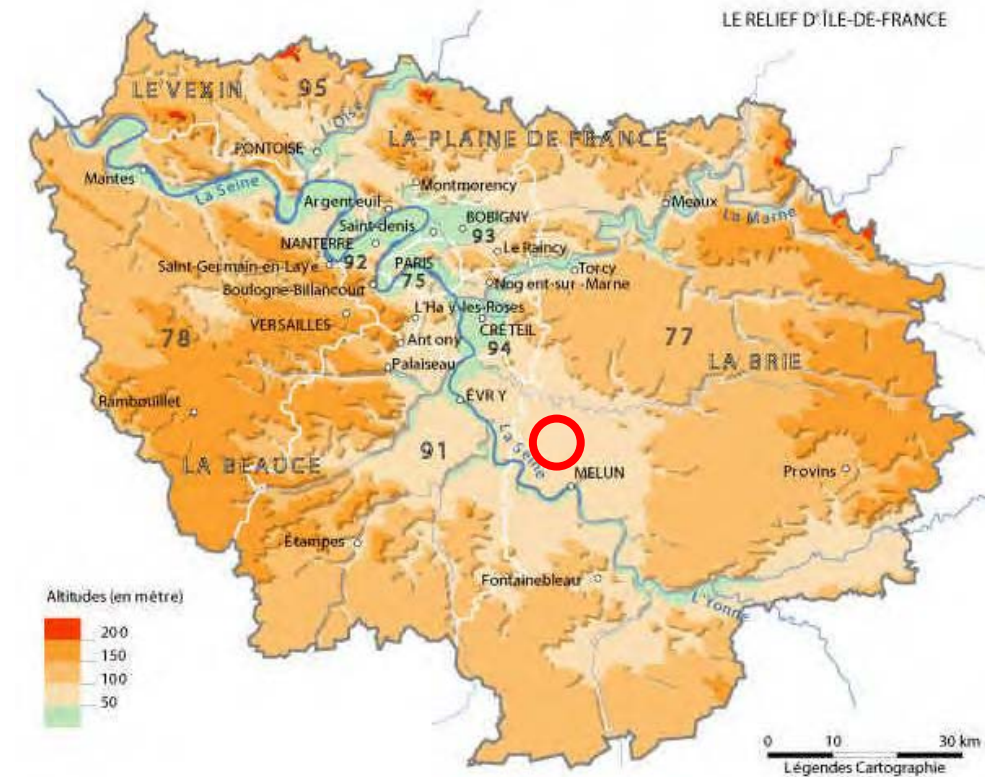 LE RELIEF D'ÎLE-DE-FRANCE
LE VEXIN
95
L'Oise
LA PLAINE DE FRANCE
PONTOISE
Mantes
La Seine
Montmorency
Argenteuil
Meaux
La Marne
Saint-denis
BOBIGNY
93
NANTERRE
92
Le Raincy
Saint-Germain-en-Laye
PARIS
75
Torcy
Boulogne-Billancourt
Nogent-sur-Marne
L'Haÿ-les-Roses
VERSAILLES
CRÉTEIL
94
78
Antony
77
LA BRIE
Palaiseau
Rambouillet
ÉVRY
La Seine
91
LA BEAUCE
MELUN
Provins
Étampes
Fontainebleau
L'Yonne
Altitudes (en mètre)
200
150
100
50
0 10 30 km
Légendes Cartographie